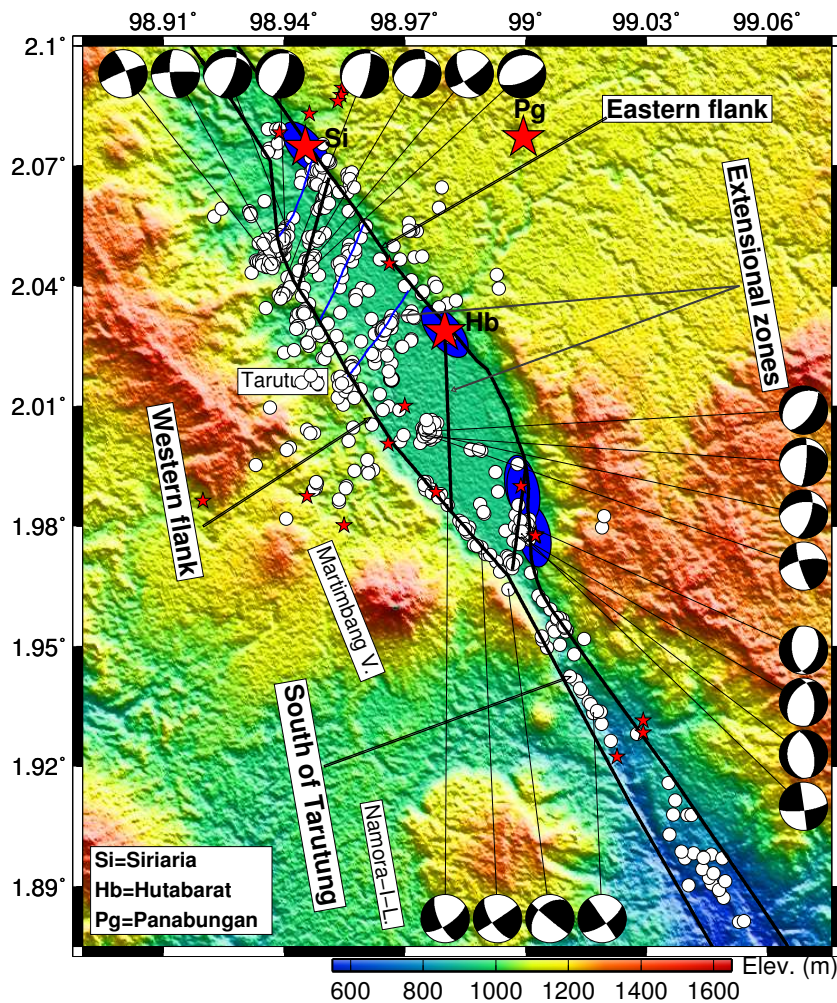 98.91˚ 98.94˚ 98.97˚ 99˚ 99.03˚ 99.06˚
2.1˚
2.07˚
2.04˚
2.01˚
1.98˚
1.95˚
1.92˚
1.89˚
Si
Pg
Eastern flank
Extensional zones
Hb
Tarutu
Western flank
Martimbang V.
South of Tarutung
Namora−I−L.
Si=Siriaria
Hb=Hutabarat
Pg=Panabungan
600 1000 1200 1400 1600
Elev. (m)